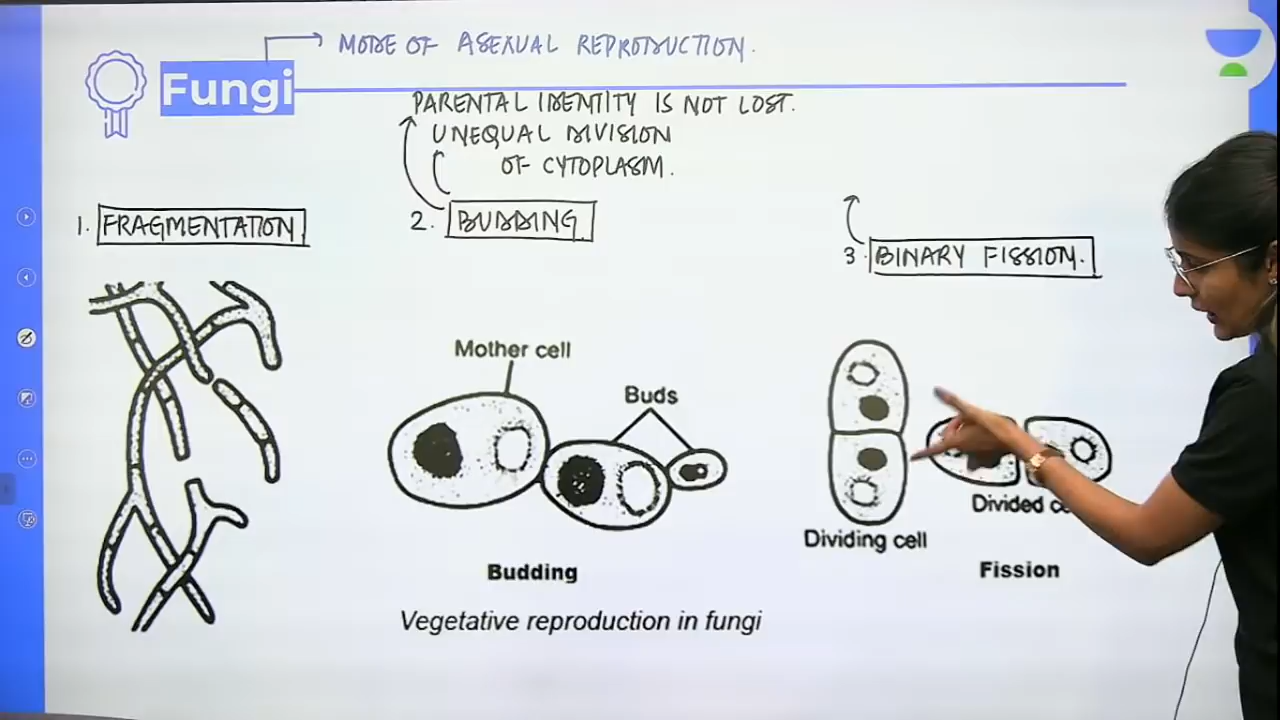 MODE OF ASEXUAL REPRODUCTION.
Fungi
PARENTAL IDENTITY IS NOT LOST.
UNEQUAL DIVISION
OF CYTOPLASM.
1. FRAGMENTATION
2. BUDDING
3. BINARY FISSION.
Mother cell
Buds
Divided
Dividing cell
Budding
Fission
Vegetative reproduction in fungi